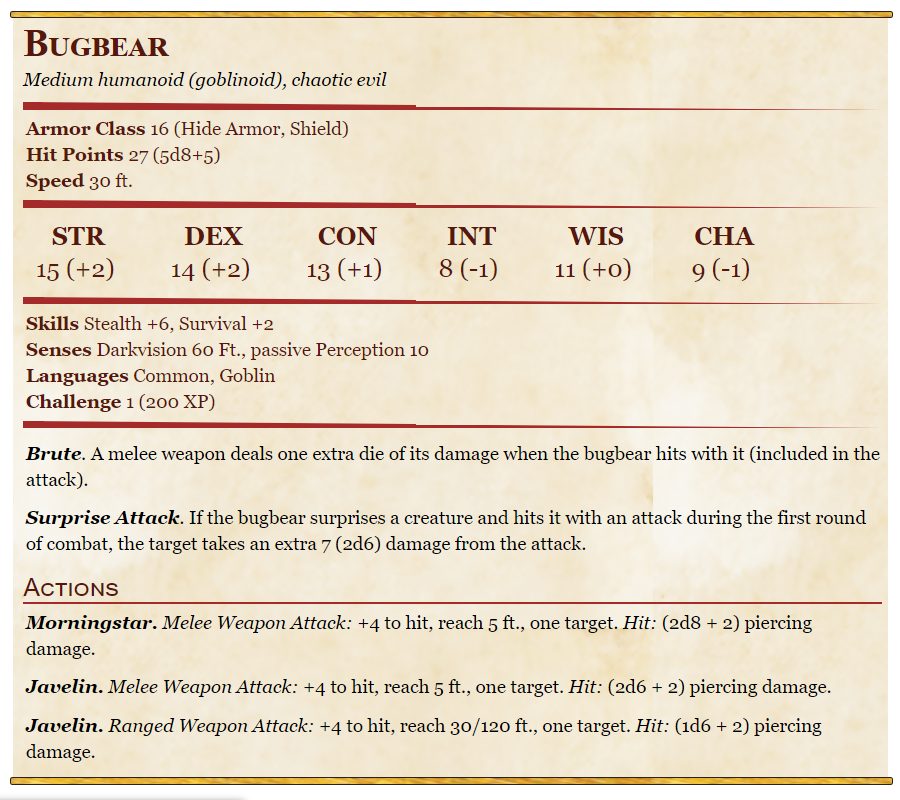 Bugbear
Medium humanoid (goblinoid), chaotic evil
Armor Class 16 (Hide Armor, Shield)
Hit Points 27 (5d8+5)
Speed 30 ft.
STR DEX CON INT WIS CHA
15 (+2) 14 (+2) 13 (+1) 8 (-1) 11 (+0) 9 (-1)
Skills Stealth +6, Survival +2
Senses Darkvision 60 Ft., passive Perception 10
Languages Common, Goblin
Challenge 1 (200 XP)
Brute. A melee weapon deals one extra die of its damage when the bugbear hits with it (included in the
attack).
Surprise Attack. If the bugbear surprises a creature and hits it with an attack during the first round
of combat, the target takes an extra 7 (2d6) damage from the attack.
Actions
Morningstar. Melee Weapon Attack: +4 to hit, reach 5 ft., one target. Hit: (2d8 + 2) piercing
damage.
Javelin. Melee Weapon Attack: +4 to hit, reach 5 ft., one target. Hit: (2d6 + 2) piercing damage.
Javelin. Ranged Weapon Attack: +4 to hit, reach 30/120 ft., one target. Hit: (1d6 + 2) piercing
damage.